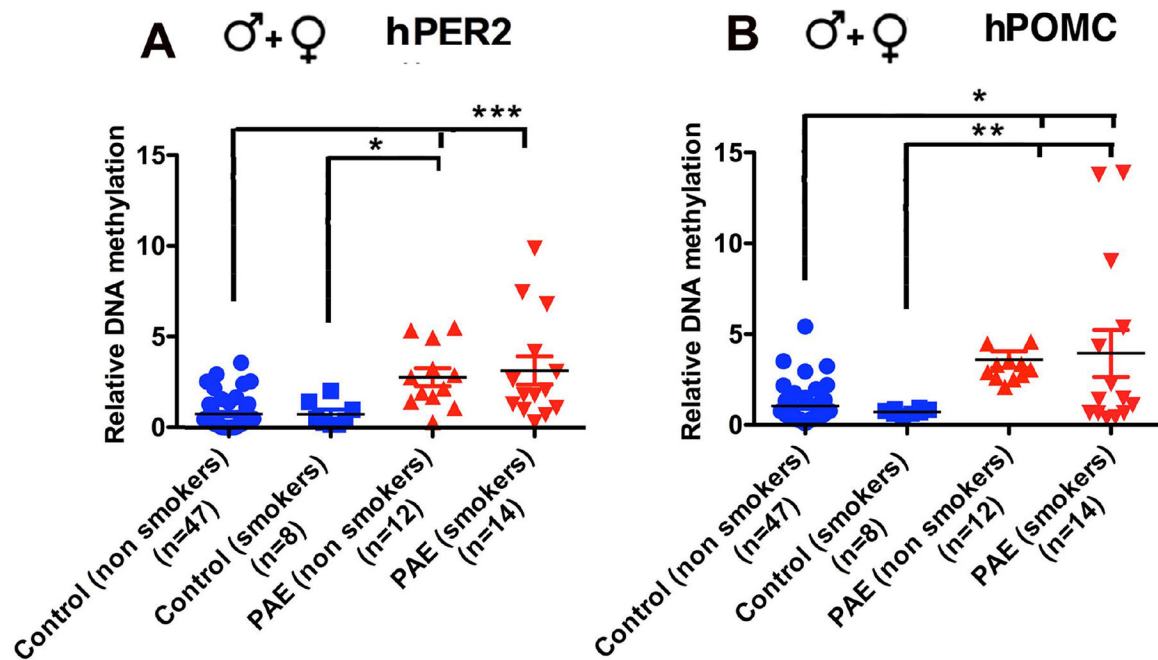 A ♂+♀ hPER2
***
*
Relative DNA methylation
15
10
5
0
Control (non smokers)
(n=47)
Control (smokers)
(n=8)
PAE (non smokers)
(n=12)
PAE (smokers)
(n=14)
B ♂+♀ hPOMC
*
**
Relative DNA methylation
15
10
5
0
Control (non smokers)
(n=47)
Control (smokers)
(n=8)
PAE (non smokers)
(n=12)
PAE (smokers)
(n=14)